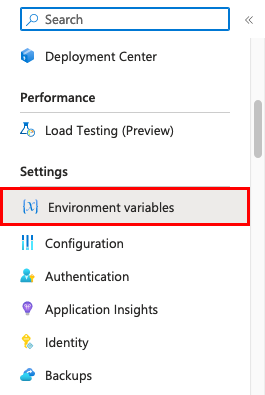 Search
Deployment Center
Performance
Load Testing (Preview)
Settings
{x} Environment variables
Configuration
Authentication
Application Insights
Identity
Backups